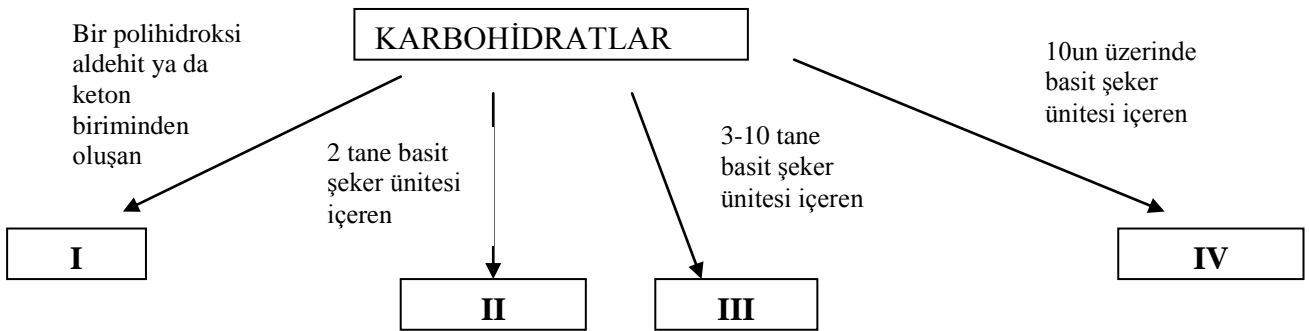 KARBOHİDRATLAR
Bir polihidroksi
aldehit ya da
keton
biriminden
oluşan
2 tane basit
şeker ünitesi
içeren
3-10 tane
basit şeker
ünitesi içeren
10un üzerinde
basit şeker
ünitesi içeren
I
II
III
IV